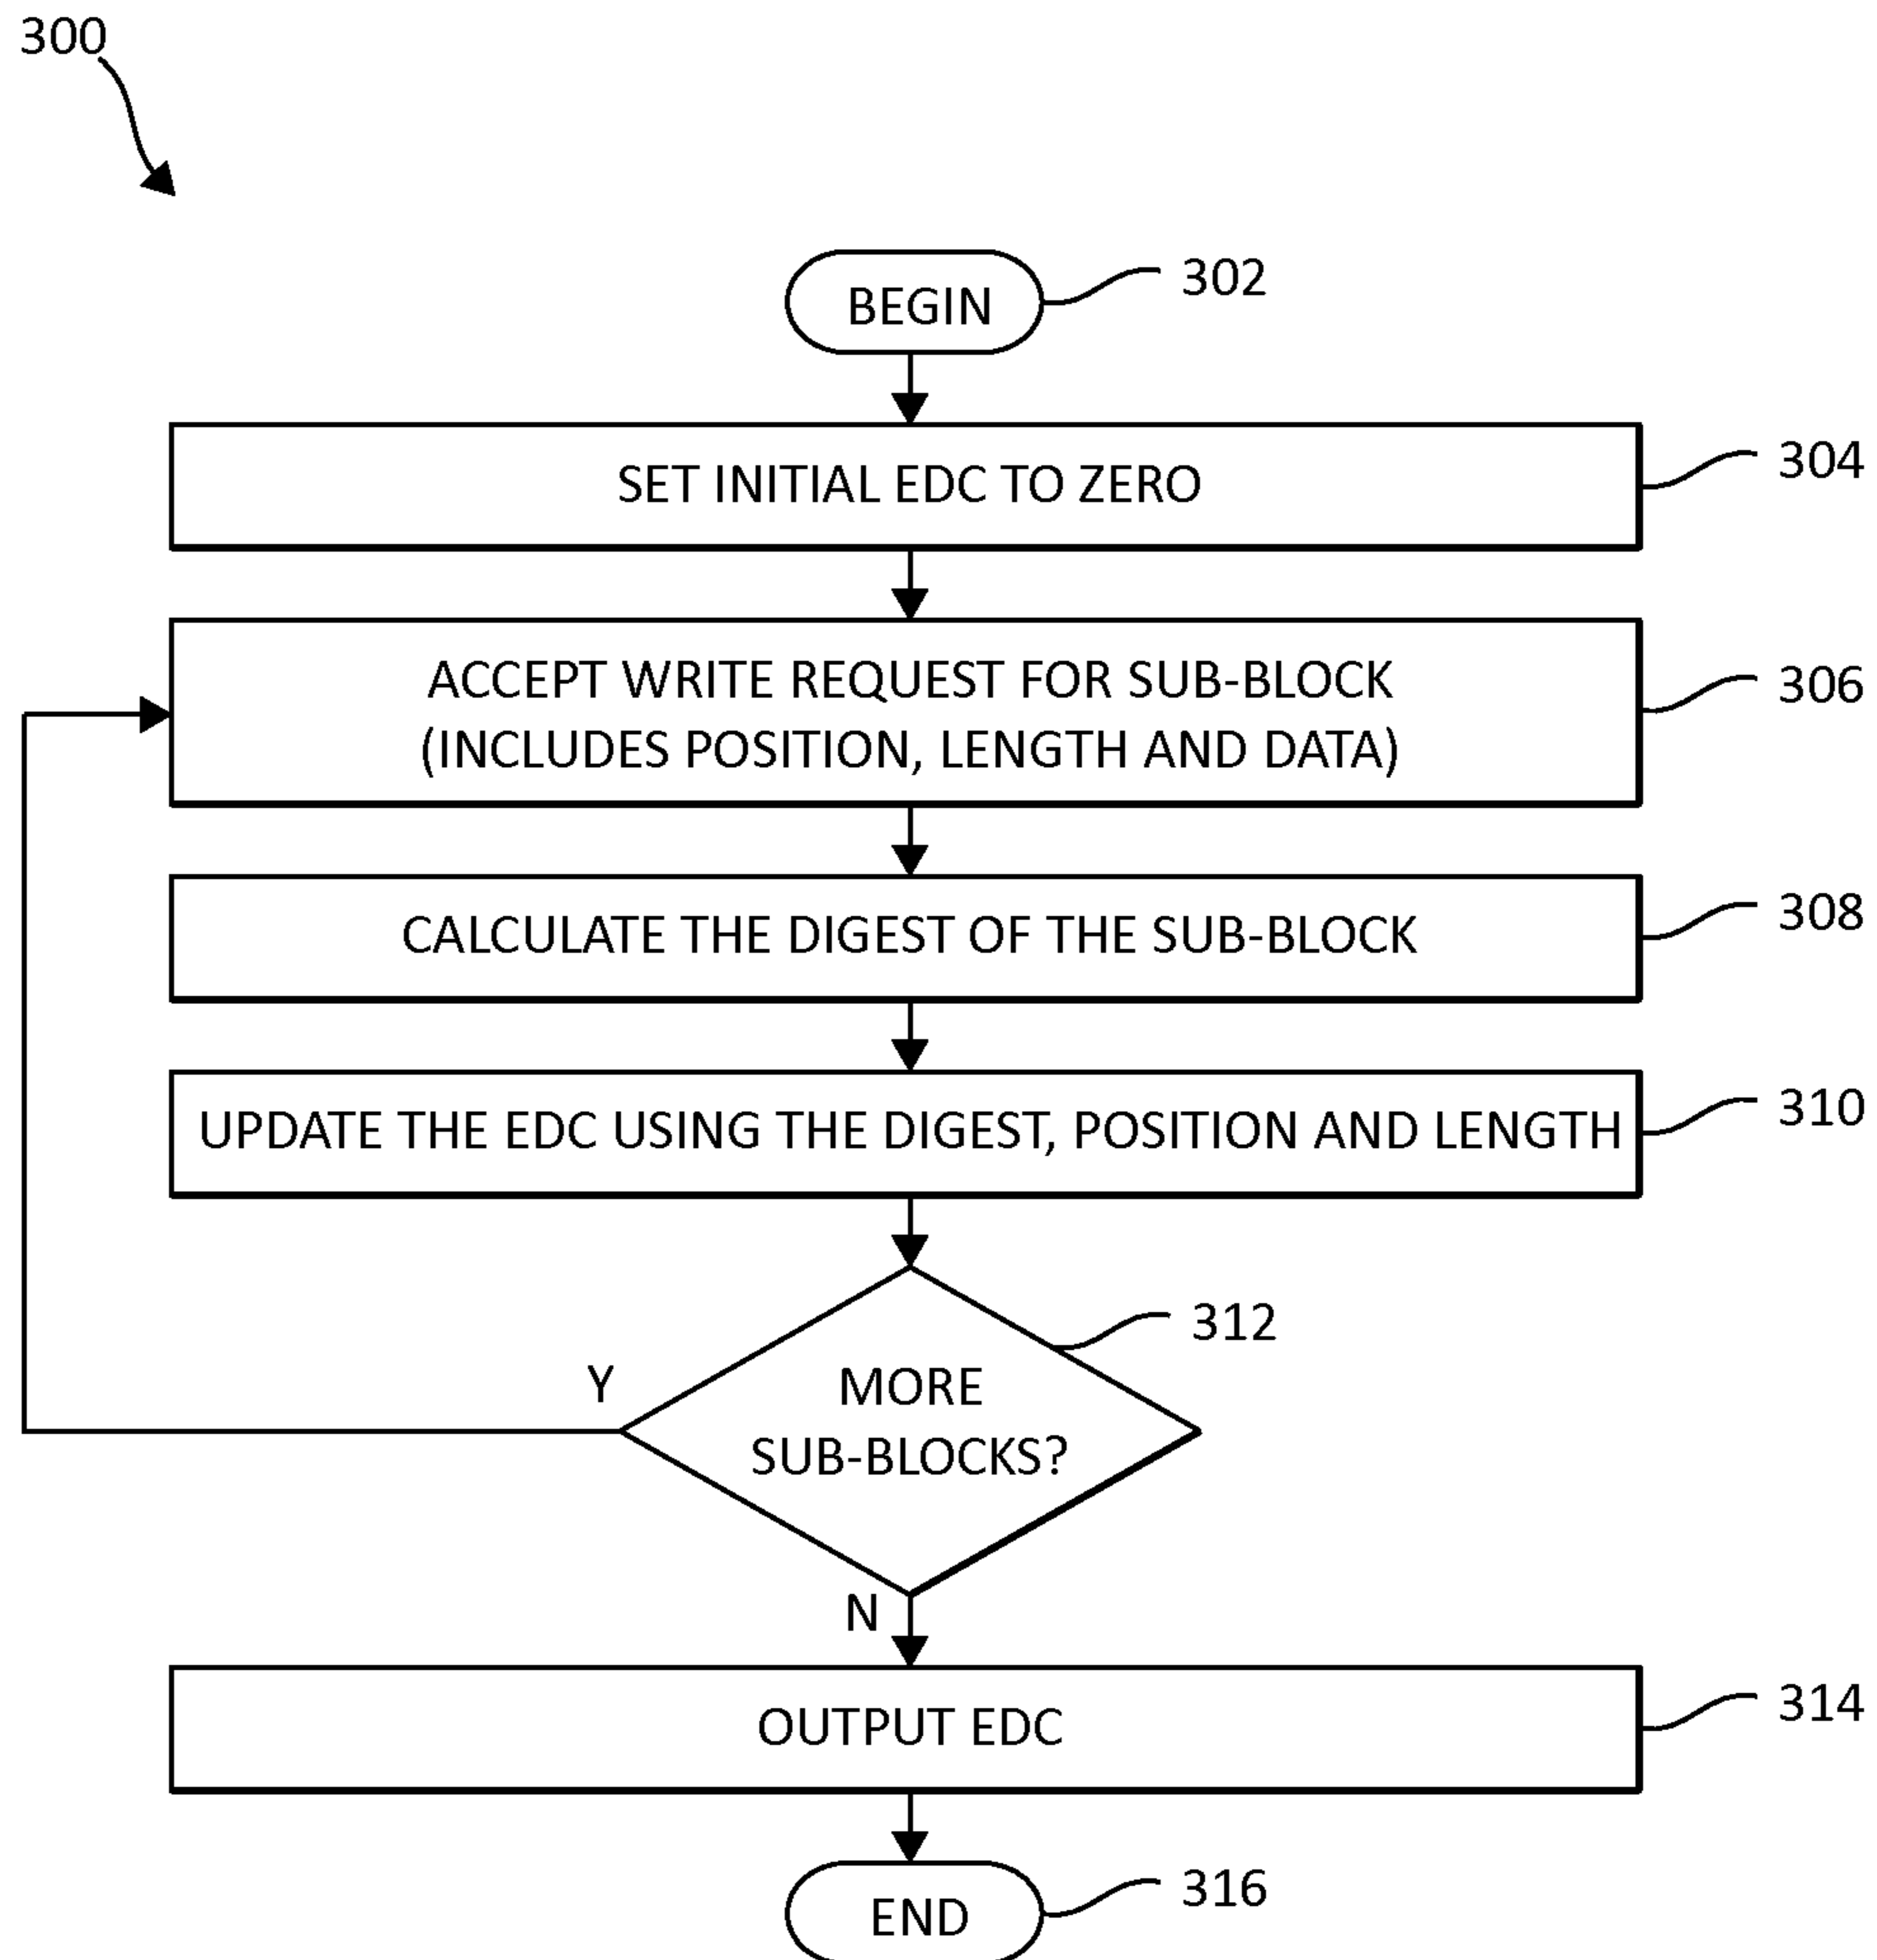 300
BEGIN
302
SET INITIAL EDC TO ZERO
304
ACCEPT WRITE REQUEST FOR SUB-BLOCK
(INCLUDES POSITION, LENGTH AND DATA)
306
CALCULATE THE DIGEST OF THE SUB-BLOCK
308
UPDATE THE EDC USING THE DIGEST, POSITION AND LENGTH
310
312
Y
MORE
SUB-BLOCKS?
N
OUTPUT EDC
314
END
316